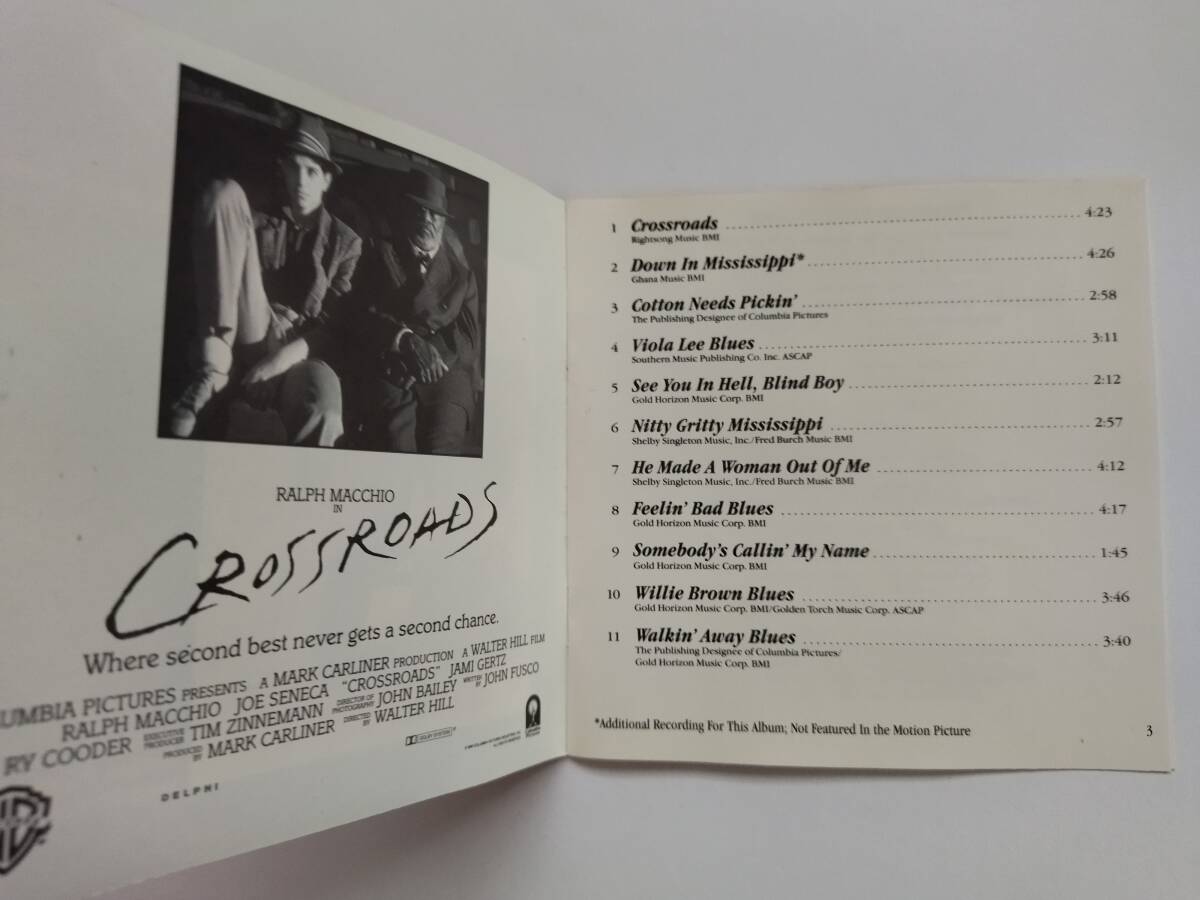 RALPH MACCHIO
IN
CROSSROADS
Where second best never gets a second chance.
UMBIA PICTURES PRESENTS A MARK CARLINER PRODUCTION A WALTER HILL FILM
RALPH MACCHIO JOE SENECA "CROSSROADS" JAMI GERTZ
RY COODER EXECUTIVE PRODUCER TIM ZINNEMANN DIRECTOR OF PHOTOGRAPHY JOHN BAILEY WRITTEN BY JOHN FUSCO
PRODUCED BY MARK CARLINER DIRECTED BY WALTER HILL
DOLBY STEREO
DELPHI
1 Crossroads 4:23
Rightsong Music BMI
2 Down In Mississippi* 4:26
Ghana Music BMI
3 Cotton Needs Pickin' 2:58
The Publishing Designee of Columbia Pictures
4 Viola Lee Blues 3:11
Southern Music Publishing Co. Inc. ASCAP
5 See You In Hell, Blind Boy 2:12
Gold Horizon Music Corp. BMI
6 Nitty Gritty Mississippi 2:57
Shelby Singleton Music, Inc./Fred Burch Music BMI
7 He Made A Woman Out Of Me 4:12
Shelby Singleton Music, Inc./Fred Burch Music BMI
8 Feelin' Bad Blues 4:17
Gold Horizon Music Corp. BMI
9 Somebody's Callin' My Name 1:45
Gold Horizon Music Corp. BMI
10 Willie Brown Blues 3:46
Gold Horizon Music Corp. BMI/Golden Torch Music Corp. ASCAP
11 Walkin' Away Blues 3:40
The Publishing Designee of Columbia Pictures/
Gold Horizon Music Corp. BMI
*Additional Recording For This Album; Not Featured In the Motion Picture
3